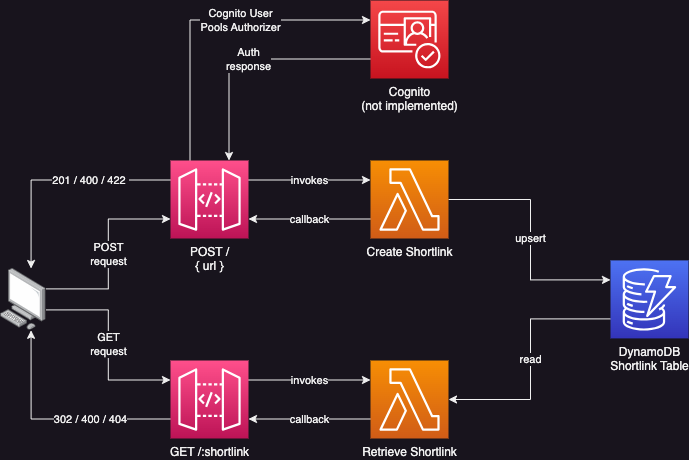 Cognito User
Pools Authorizer
Auth
response
Cognito
(not implemented)
201 / 400 / 422
invokes
callback
POST
request
POST /
{ url }
Create Shortlink
upsert
GET
request
DynamoDB
Shortlink Table
read
invokes
302 / 400 / 404
callback
GET /:shortlink
Retrieve Shortlink